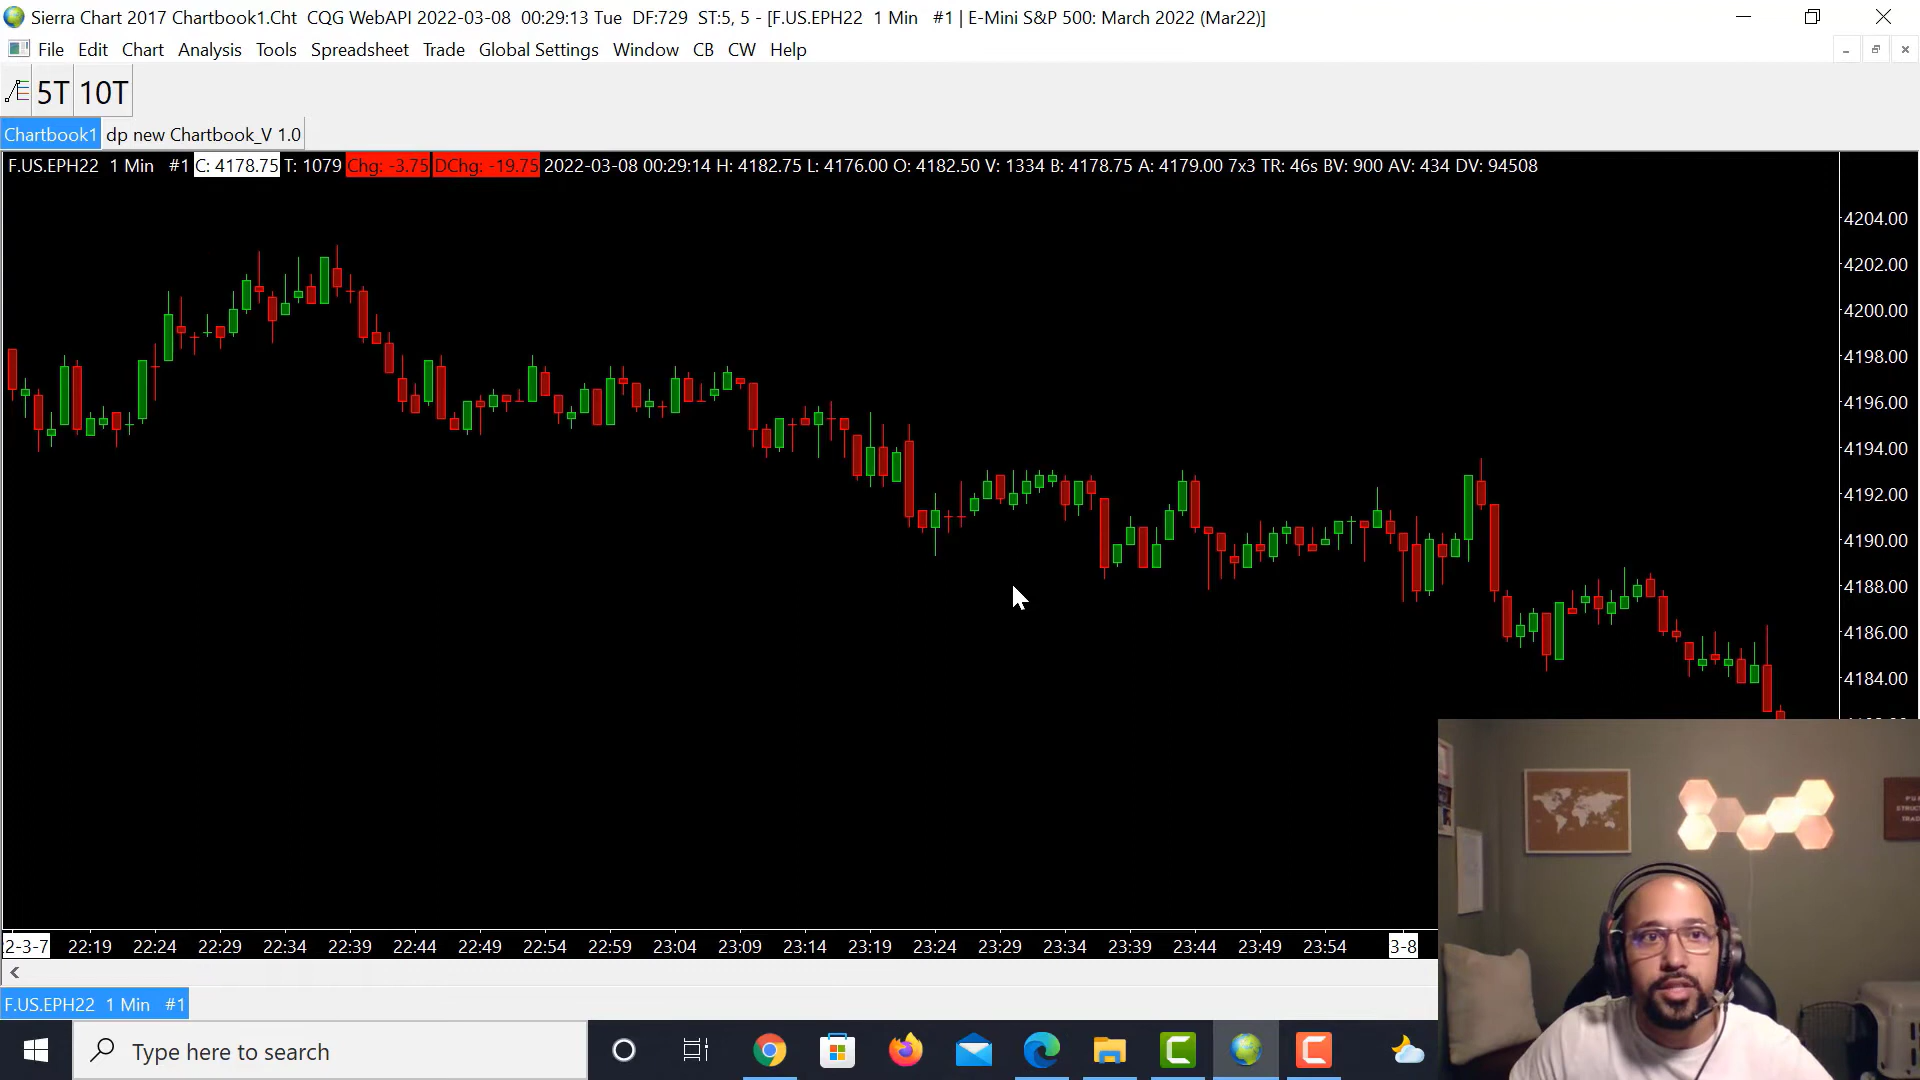 Sierra Chart 2017 Chartbook1.Cht CQG WebAPI 2022-03-08 00:29:13 Tue DF:729 ST:5, 5 - [F.US.EPH22 1 Min #1 | E-Mini S&P 500: March 2022 (Mar22)]
File Edit Chart Analysis Tools Spreadsheet Trade Global Settings Window CB CW Help
5T 10T
Chartbook1 dp new Chartbook_V 1.0
F.US.EPH22 1 Min #1 C: 4178.75 T: 1079 Chg: -3.75 DChg: -19.75 2022-03-08 00:29:14 H: 4182.75 L: 4176.00 O: 4182.50 V: 1334 B: 4178.75 A: 4179.00 7x3 TR: 46s BV: 900 AV: 434 DV: 94508
4204.00
4202.00
4200.00
4198.00
4196.00
4194.00
4192.00
4190.00
4188.00
4186.00
4184.00
2-3-7 22:19 22:24 22:29 22:34 22:39 22:44 22:49 22:54 22:59 23:04 23:09 23:14 23:19 23:24 23:29 23:34 23:39 23:44 23:49 23:54 3-8
F.US.EPH22 1 Min #1
Type here to search